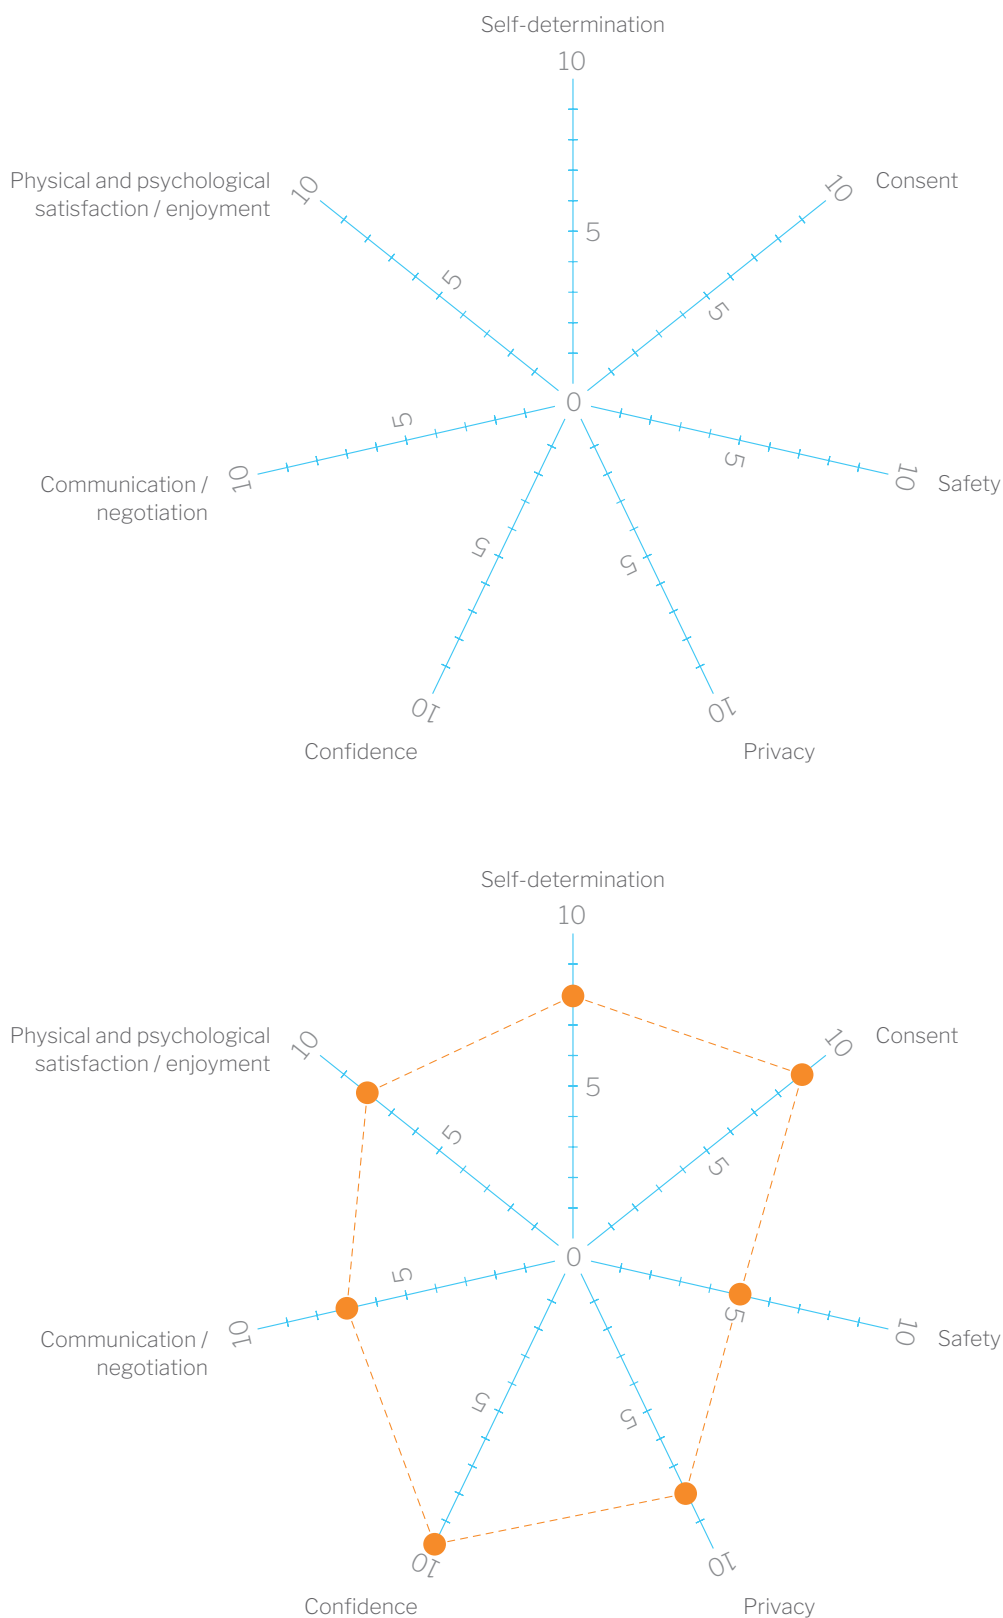 Self-determination
10
Physical and psychological
satisfaction / enjoyment
10
10
Consent
5
5
5
0
5
5
Communication /
negotiation
10
10
Safety
5
5
10
10
Confidence
Privacy
Self-determination
10
Physical and psychological
satisfaction / enjoyment
10
10
Consent
5
5
5
0
5
5
Communication /
negotiation
10
10
Safety
5
5
10
10
Confidence
Privacy